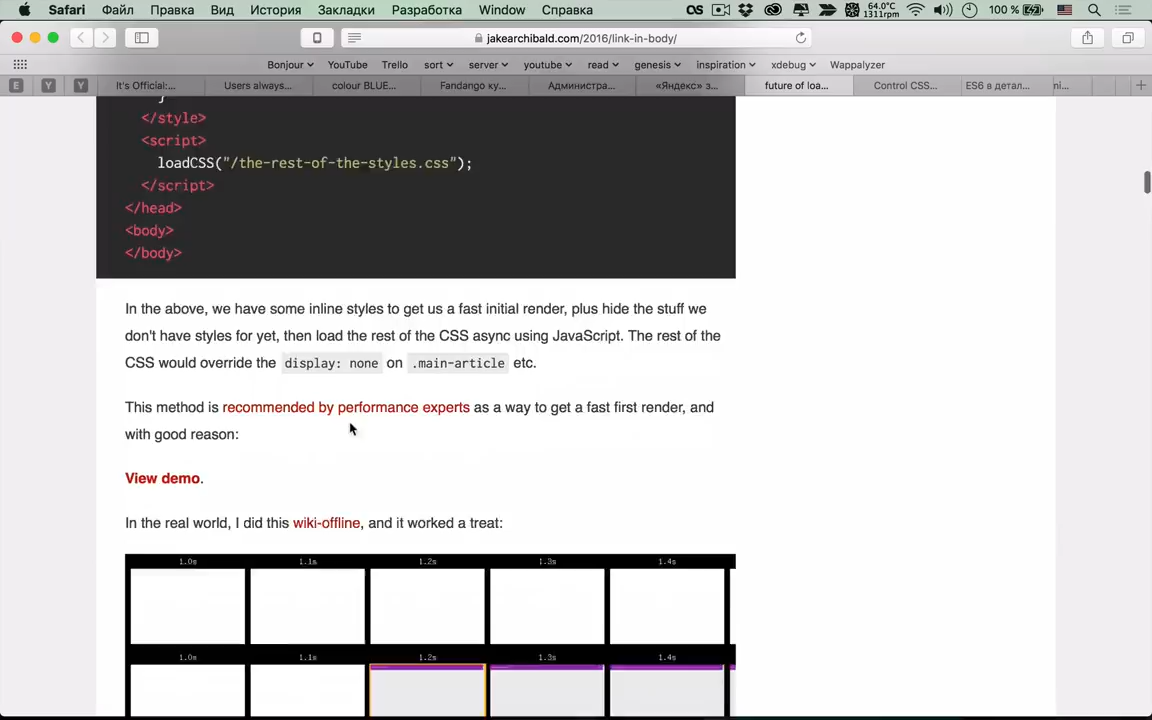 Safari Файл Правка Вид История Закладки Разработка Window Справка OS 64.0°C 1311rpm 100 %
jakearchibald.com/2016/link-in-body/
Bonjour YouTube Trello sort server youtube read genesis inspiration xdebug Wappalyzer
E Y Y It's Official:... Users always... colour BLUE... Fandango ку... Администра... «Яндекс» з... future of loa... Control CSS... ES6 в детал... ni...
}
</style>
<script>
loadCSS("/the-rest-of-the-styles.css");
</script>
</head>
<body>
</body>
In the above, we have some inline styles to get us a fast initial render, plus hide the stuff we
don't have styles for yet, then load the rest of the CSS async using JavaScript. The rest of the
CSS would override the display: none on .main-article etc.
This method is recommended by performance experts as a way to get a fast first render, and
with good reason:
View demo.
In the real world, I did this wiki-offline, and it worked a treat:
1.0s 1.1s 1.2s 1.3s 1.4s
1.0s 1.1s 1.2s 1.3s 1.4s